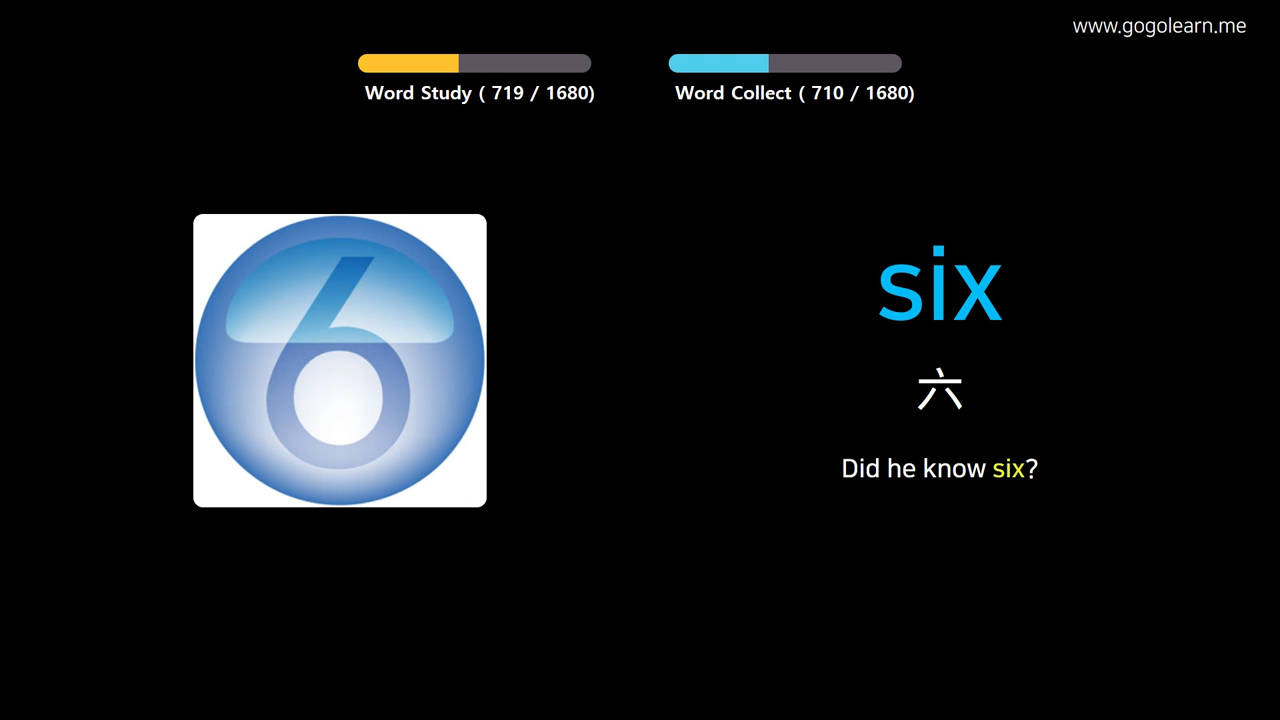 www.gogolearn.me
Word Study ( 719 / 1680)
Word Collect ( 710 / 1680)
6
six
六
Did he know six?